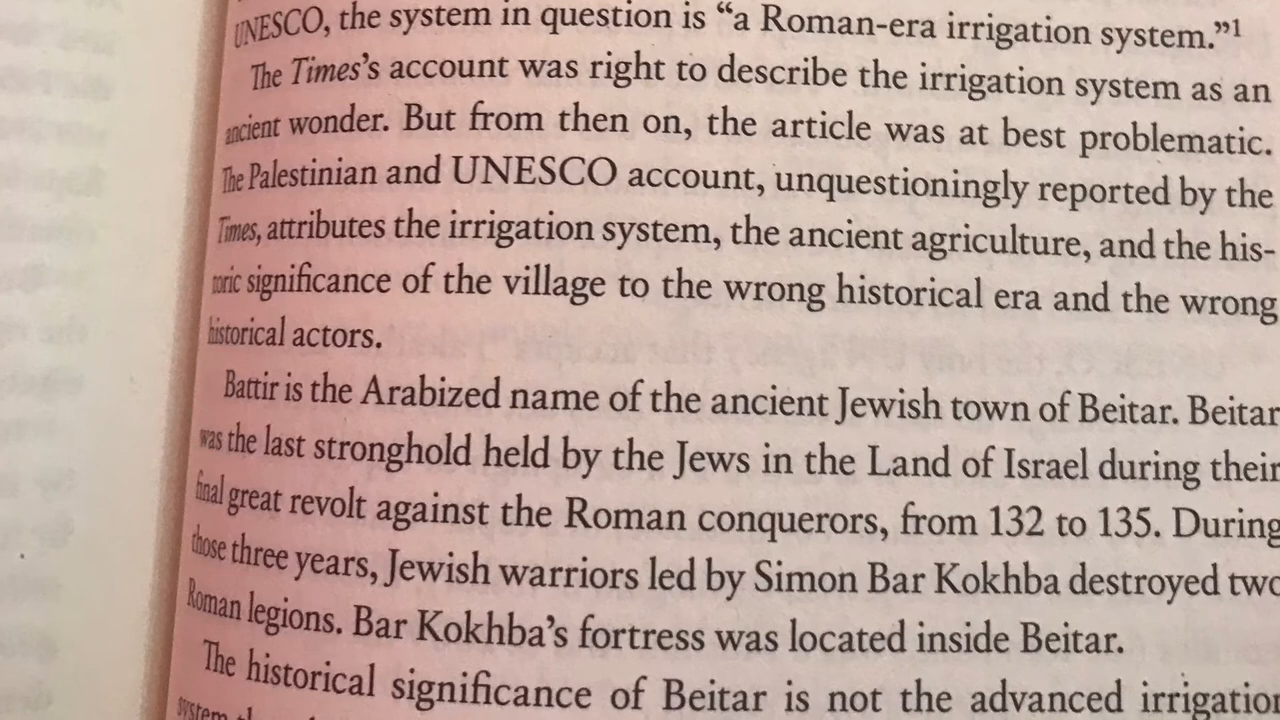 UNESCO, the system in question is “a Roman-era irrigation system.”1
The Times’s account was right to describe the irrigation system as an
ancient wonder. But from then on, the article was at best problematic.
The Palestinian and UNESCO account, unquestioningly reported by the
Times, attributes the irrigation system, the ancient agriculture, and the his-
toric significance of the village to the wrong historical era and the wrong
historical actors.
Battir is the Arabized name of the ancient Jewish town of Beitar. Beitar
was the last stronghold held by the Jews in the Land of Israel during their
final great revolt against the Roman conquerors, from 132 to 135. During
those three years, Jewish warriors led by Simon Bar Kokhba destroyed two
Roman legions. Bar Kokhba’s fortress was located inside Beitar.
The historical significance of Beitar is not the advanced irrigation
system